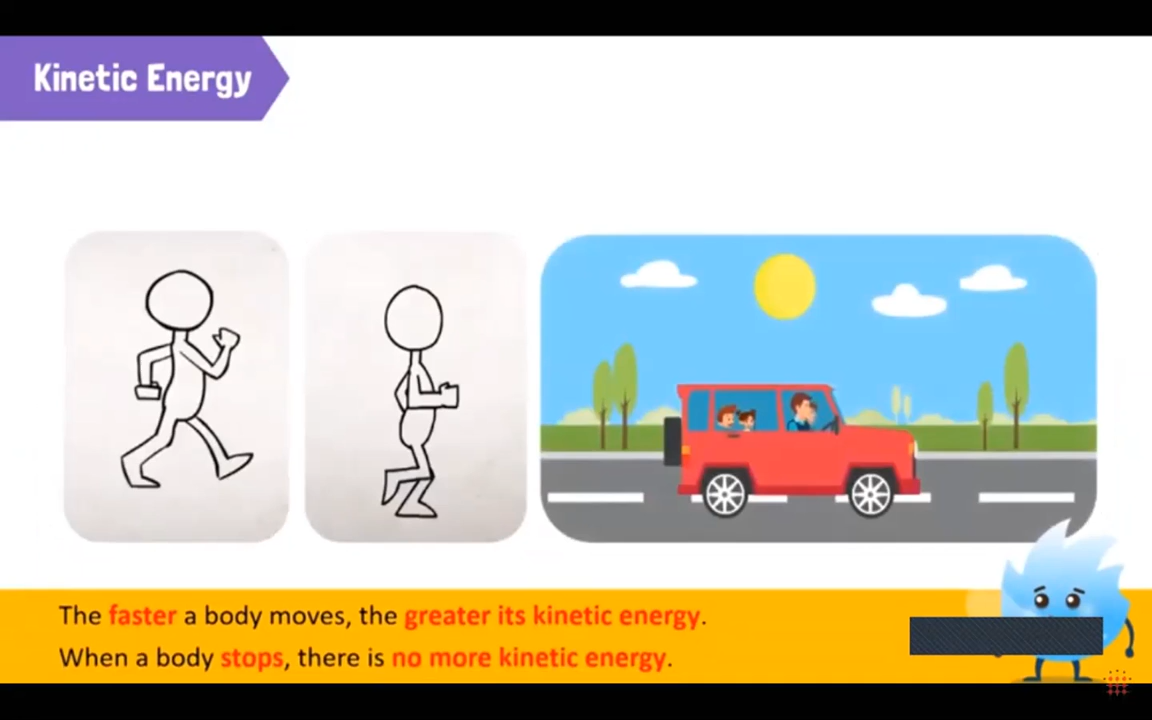 Kinetic Energy
The faster a body moves, the greater its kinetic energy.
When a body stops, there is no more kinetic energy.